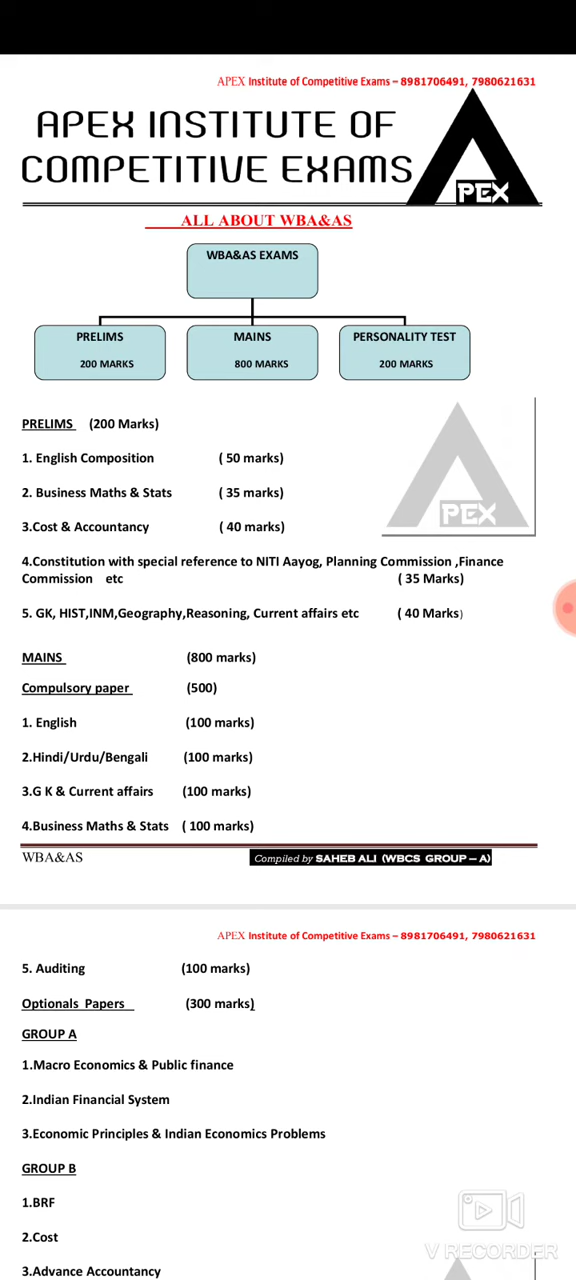 APEX Institute of Competitive Exams – 8981706491, 7980621631
APEX INSTITUTE OF
COMPETITIVE EXAMS
PEX
ALL ABOUT WBA&AS
WBA&AS EXAMS
PRELIMS
200 MARKS
MAINS
800 MARKS
PERSONALITY TEST
200 MARKS
PRELIMS (200 Marks)
1. English Composition ( 50 marks)
2. Business Maths & Stats ( 35 marks)
PEX
3.Cost & Accountancy ( 40 marks)
4.Constitution with special reference to NITI Aayog, Planning Commission ,Finance
Commission etc ( 35 Marks)
5. GK, HIST,INM,Geography,Reasoning, Current affairs etc ( 40 Marks)
MAINS (800 marks)
Compulsory paper (500)
1. English (100 marks)
2.Hindi/Urdu/Bengali (100 marks)
3.G K & Current affairs (100 marks)
4.Business Maths & Stats ( 100 marks)
WBA&AS Compiled by SAHEB ALI (WBCS GROUP – A)
APEX Institute of Competitive Exams – 8981706491, 7980621631
5. Auditing (100 marks)
Optionals Papers (300 marks)
GROUP A
1.Macro Economics & Public finance
2.Indian Financial System
3.Economic Principles & Indian Economics Problems
GROUP B
1.BRF
2.Cost
V RECORDER
3.Advance Accountancy